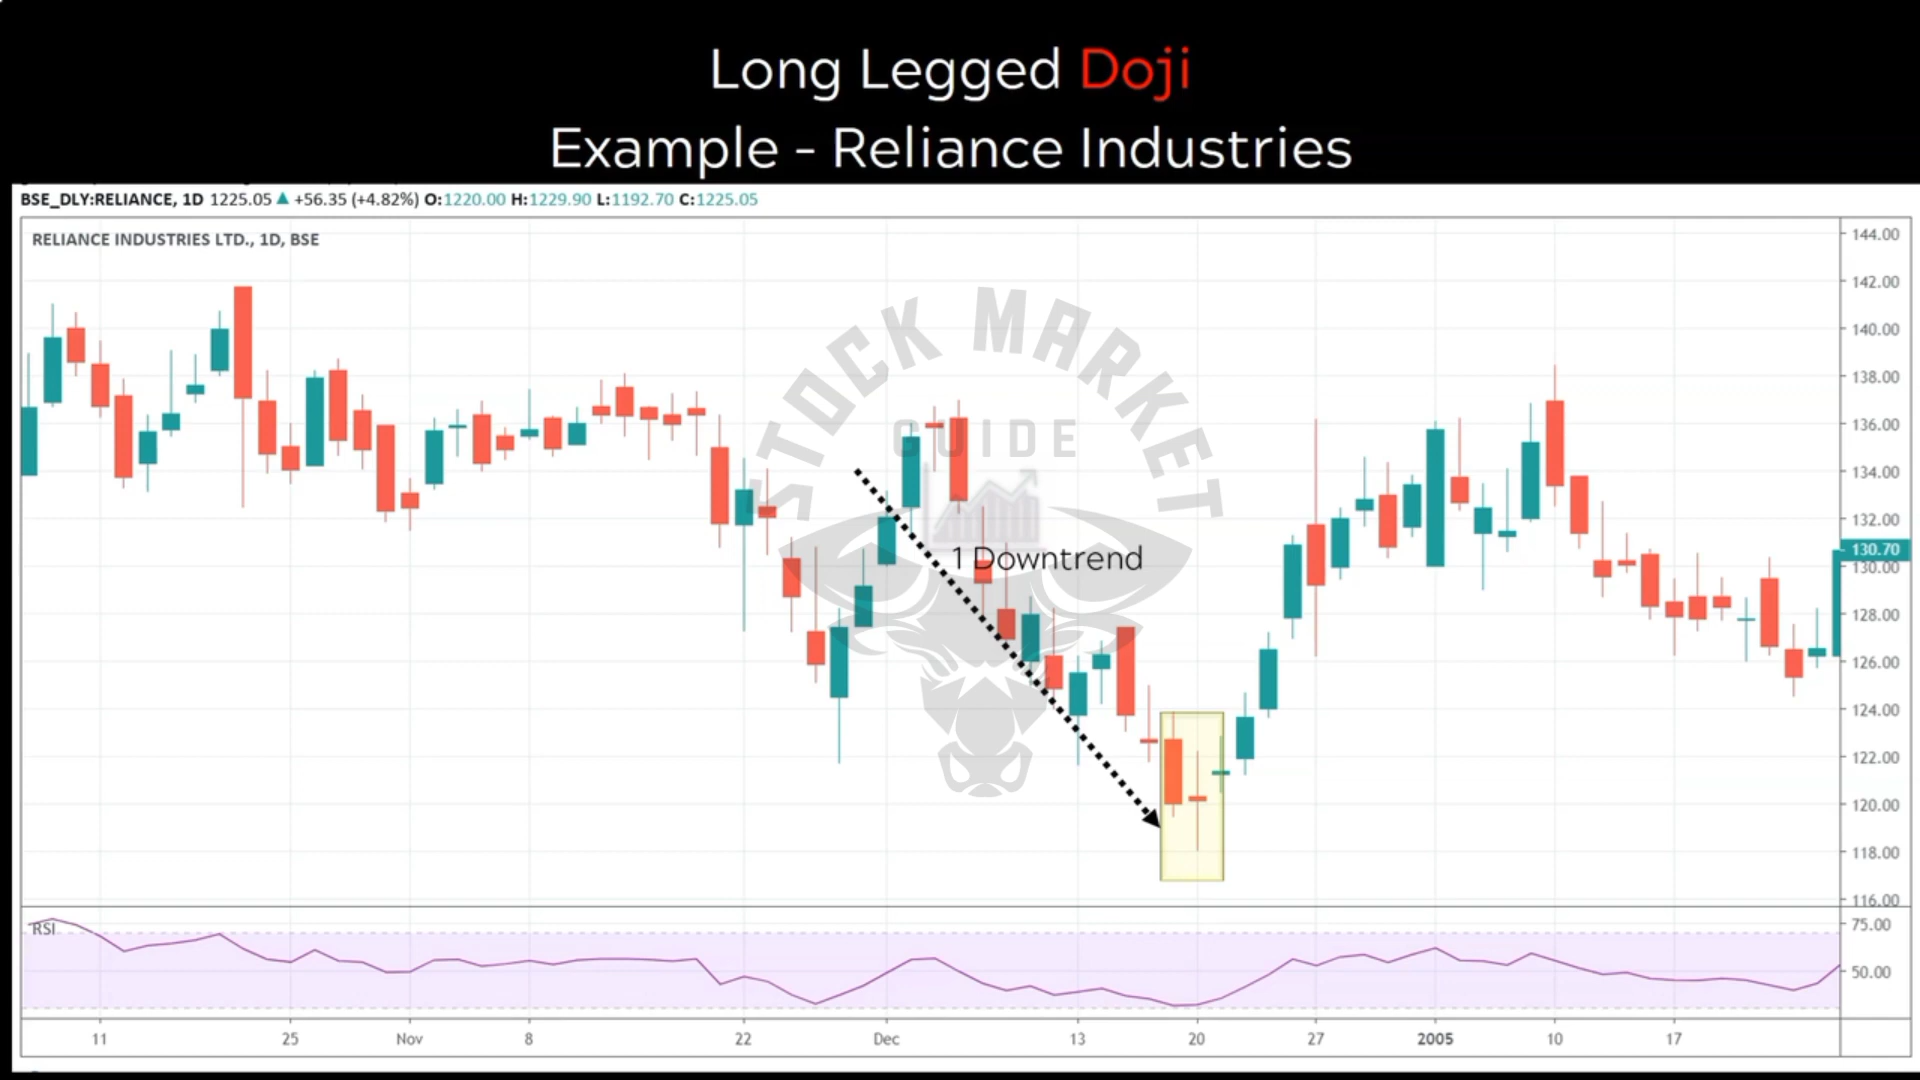 Long Legged Doji
Example - Reliance Industries
BSE_DLY:RELIANCE, 1D 1225.05 ▲ +56.35 (+4.82%) O:1220.00 H:1229.90 L:1192.70 C:1225.05
RELIANCE INDUSTRIES LTD., 1D, BSE
144.00
142.00
140.00
138.00
136.00
134.00
132.00
130.70
130.00
128.00
126.00
124.00
122.00
120.00
118.00
116.00
STOCK MARKET
GUIDE
1 Downtrend
RSI
75.00
50.00
11 25 Nov 8 22 Dec 13 20 27 2005 10 17